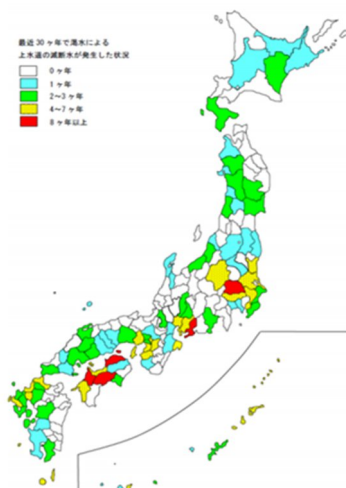 最近30ヶ年で渇水による
上水道の減断水が発生した状況
0ヶ年
1ヶ年
2～3ヶ年
4～7ヶ年
8ヶ年以上